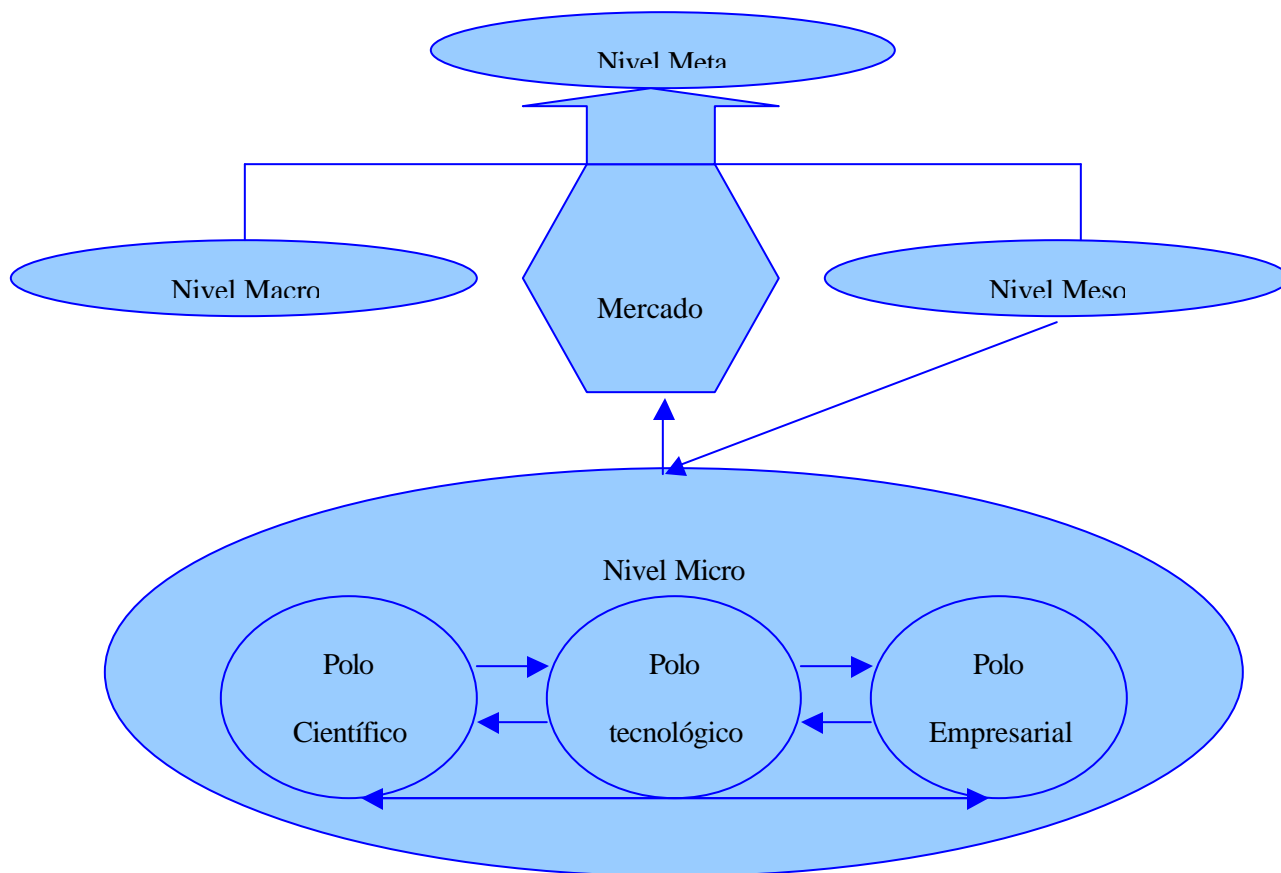 Nivel Meta
Nivel Macro
Mercado
Nivel Meso
Nivel Micro
Polo
Científico
Polo
tecnológico
Polo
Empresarial